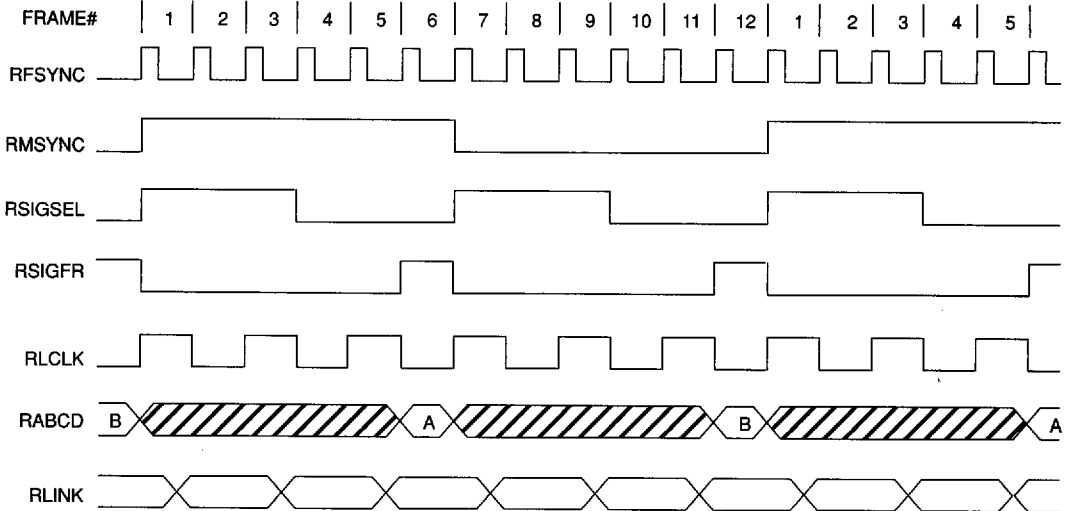 FRAME# 1 2 3 4 5 6 7 8 9 10 11 12 1 2 3 4 5
RFSYNC
RMSYNC
RSIGSEL
RSIGFR
RLCLK
RABCD B A B A
RLINK